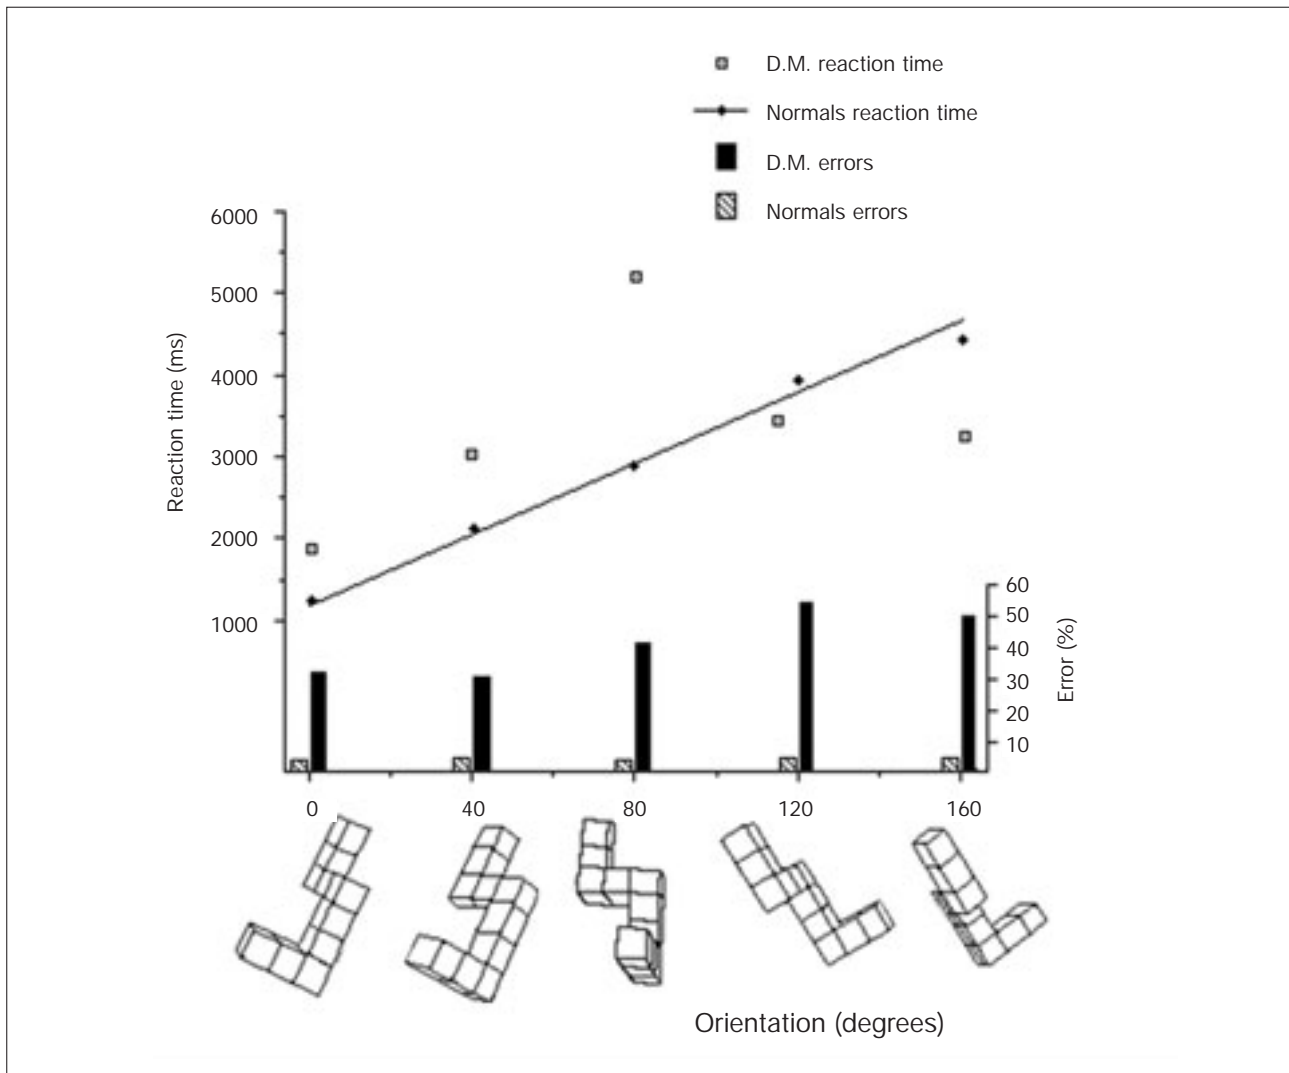 D.M. reaction time
Normals reaction time
D.M. errors
Normals errors
6000
5000
4000
3000
2000
1000
Reaction time (ms)
60
50
40
30
20
10
Error (%)
0 40 80 120 160
Orientation (degrees)